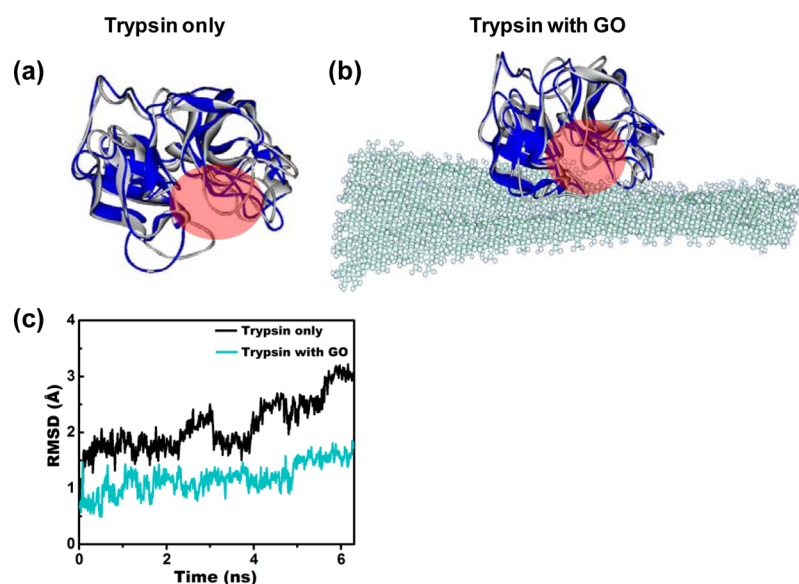 Trypsin only
Trypsin with GO
(a)
(b)
(c)
Trypsin only
Trypsin with GO
4
3
2
1
0
RMSD (Å)
0
2
4
6
Time (ns)